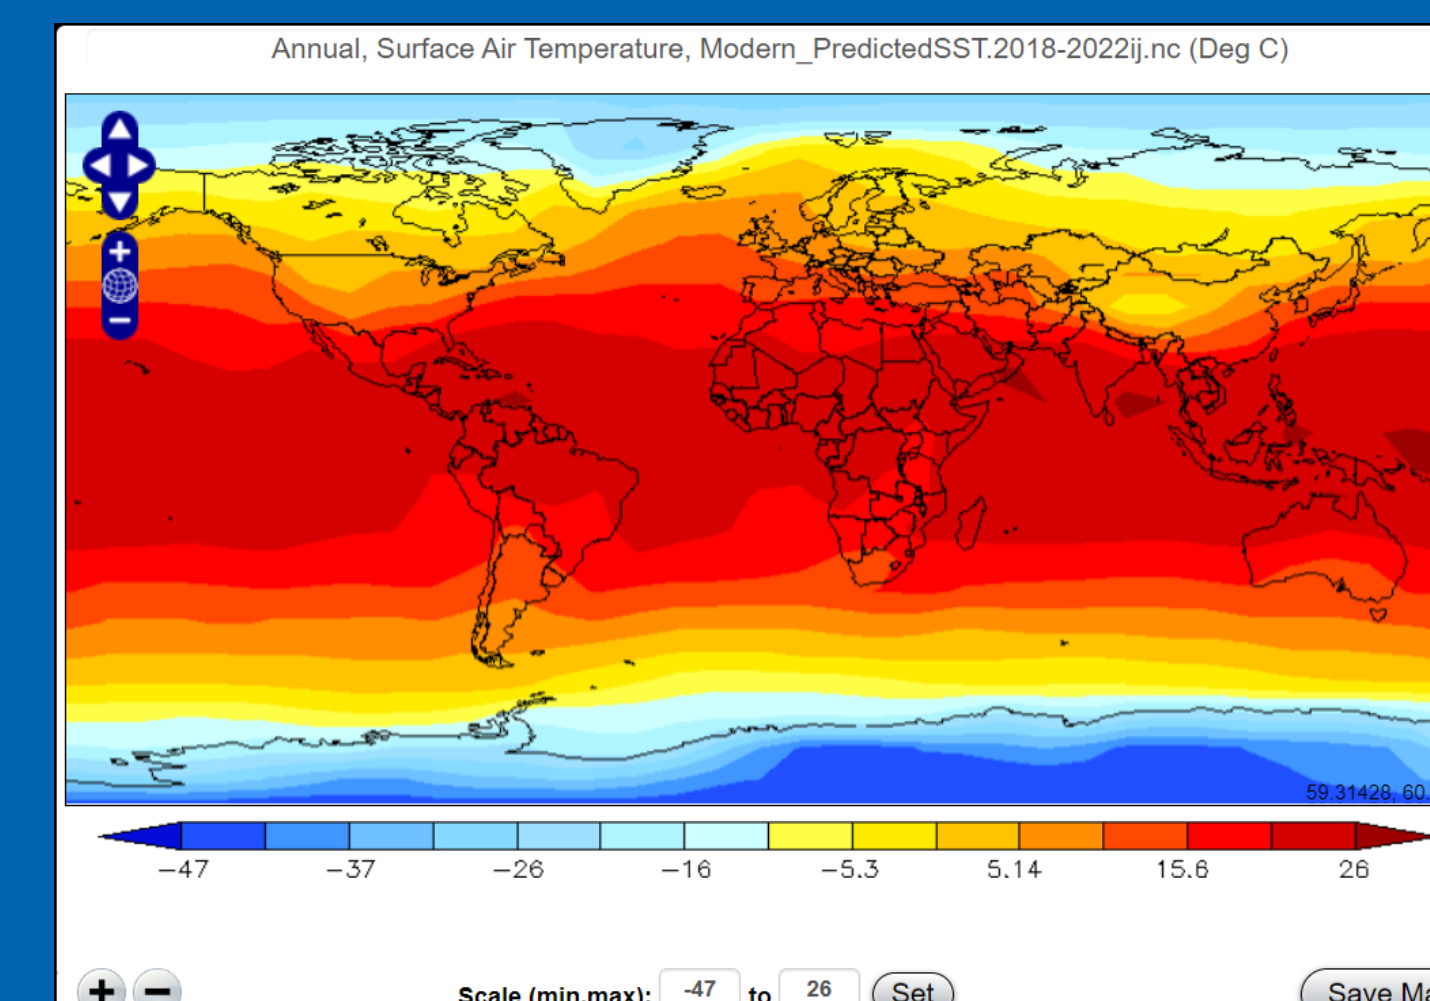 Annual, Surface Air Temperature, Modern_PredictedSST.2018-2022ij.nc (Deg C)
59.31428, 60.
−47 −37 −26 −16 −5.3 5.14 15.6 26
Scale (min,max): -47 to 26 Set Save Ma